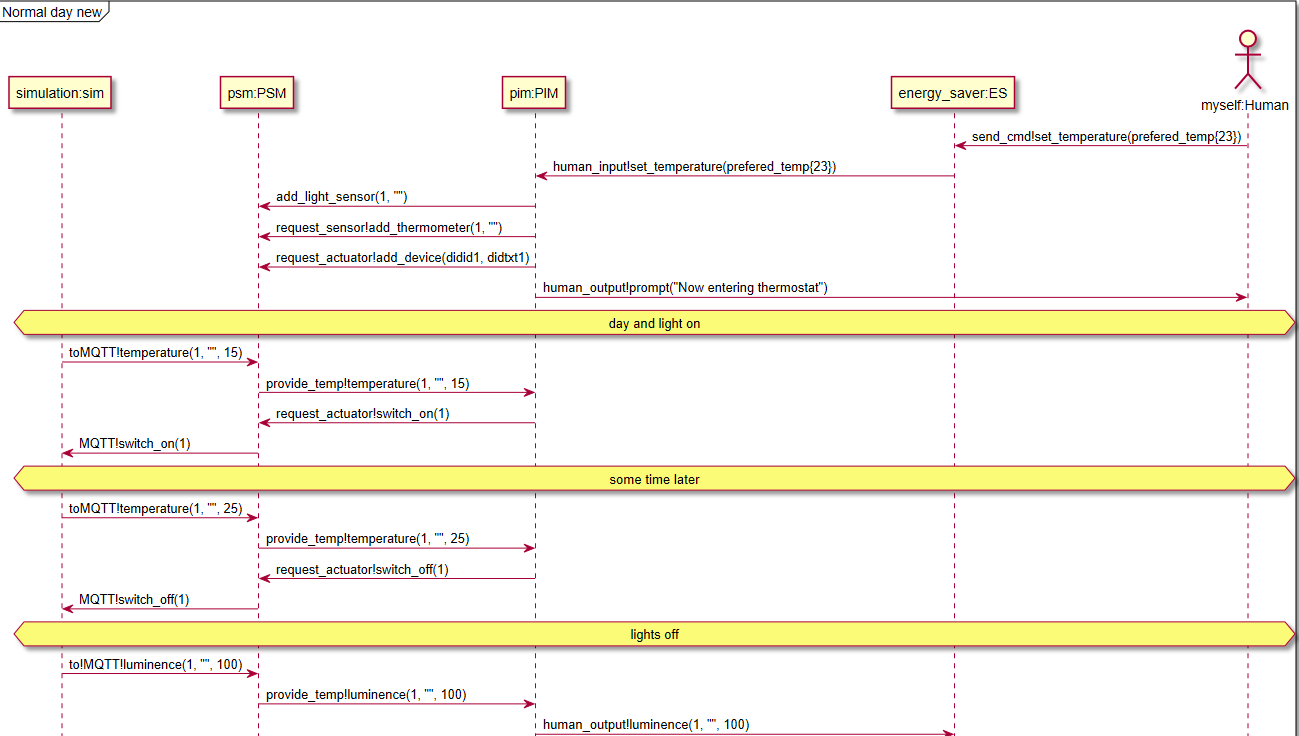 Normal day new
simulation:sim
psm:PSM
pim:PIM
energy_saver:ES
myself:Human
send_cmd!set_temperature(prefered_temp{23})
human_input!set_temperature(prefered_temp{23})
add_light_sensor(1, "")
request_sensor!add_thermometer(1, "")
request_actuator!add_device(didid1, didtxt1)
human_output!prompt("Now entering thermostat")
day and light on
toMQTT!temperature(1, "", 15)
provide_temp!temperature(1, "", 15)
request_actuator!switch_on(1)
MQTT!switch_on(1)
some time later
toMQTT!temperature(1, "", 25)
provide_temp!temperature(1, "", 25)
request_actuator!switch_off(1)
MQTT!switch_off(1)
lights off
to!MQTT!luminence(1, "", 100)
provide_temp!luminence(1, "", 100)
human_output!luminence(1, "", 100)